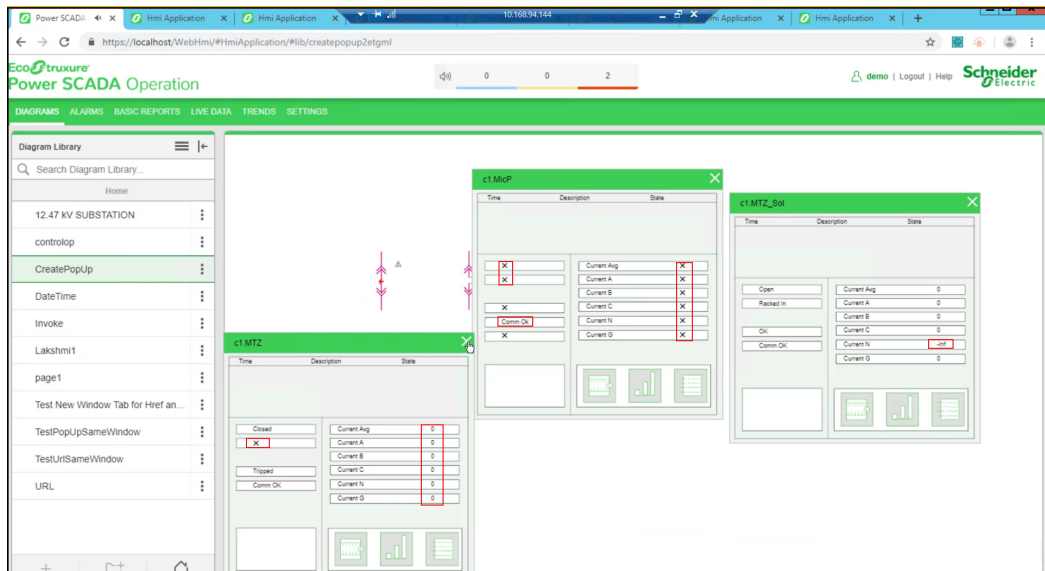 Power SCADA
Hmi Application
Hmi Application
10.168.94.144
mi Application
Hmi Application
https://localhost/WebHmi/#HmiApplication/#lib/createpopup2etgml
EcoStruxure
Power SCADA Operation
0 0 2
demo | Logout | Help
Schneider
Electric
DIAGRAMS ALARMS BASIC REPORTS LIVE DATA TRENDS SETTINGS
Diagram Library
Search Diagram Library...
Home
12.47 kV SUBSTATION
controlop
CreatePopUp
DateTime
Invoke
Lakshmi1
page1
Test New Window Tab for Href an...
TestPopUpSameWindow
TestUrlSameWindow
URL
c1.MicP
Time Description State
Current Avg
Current A
Current B
Current C
Comm Ok Current N
Current G
c1.MTZ_Sol
Time Description State
Open Current Avg 0
Racked In Current A 0
Current B 0
OK Current C 0
Comm OK Current N -Inf
Current G 0
c1.MTZ
Time Description State
Closed Current Avg 0
Current A 0
Current B 0
Tripped Current C 0
Comm OK Current N 0
Current G 0